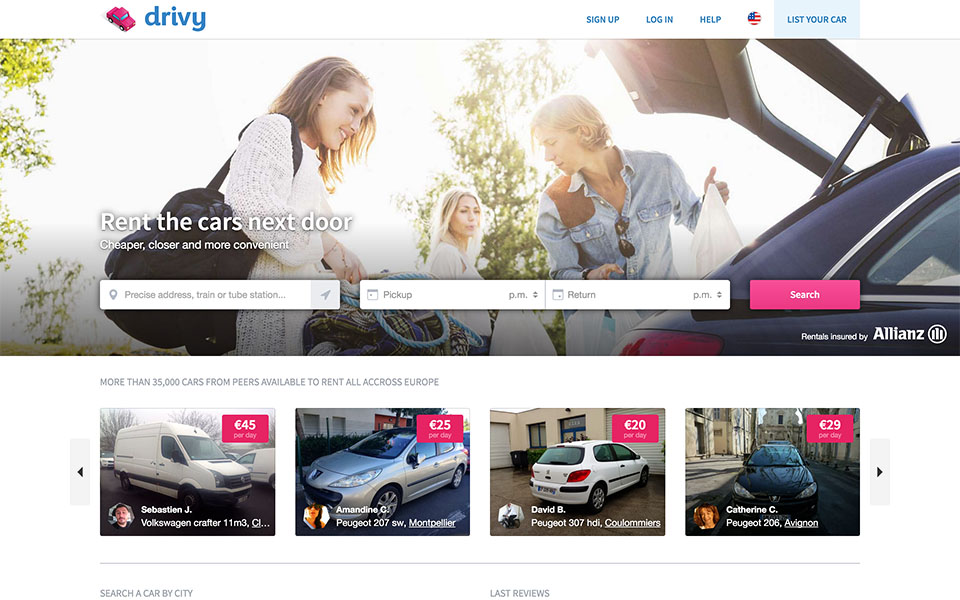 drivy
SIGN UP
LOG IN
HELP
LIST YOUR CAR
Rent the cars next door
Cheaper, closer and more convenient
Precise address, train or tube station...
Pickup
p.m.
Return
p.m.
Search
Rentals insured by Allianz
MORE THAN 35,000 CARS FROM PEERS AVAILABLE TO RENT ALL ACCROSS EUROPE
€45
per day
Sebastien J.
Volkswagen crafter 11m3, Cl...
€25
per day
Amandine C.
Peugeot 207 sw, Montpellier
€20
per day
David B.
Peugeot 307 hdi, Coulommiers
€29
per day
Catherine C.
Peugeot 206, Avignon
SEARCH A CAR BY CITY
LAST REVIEWS